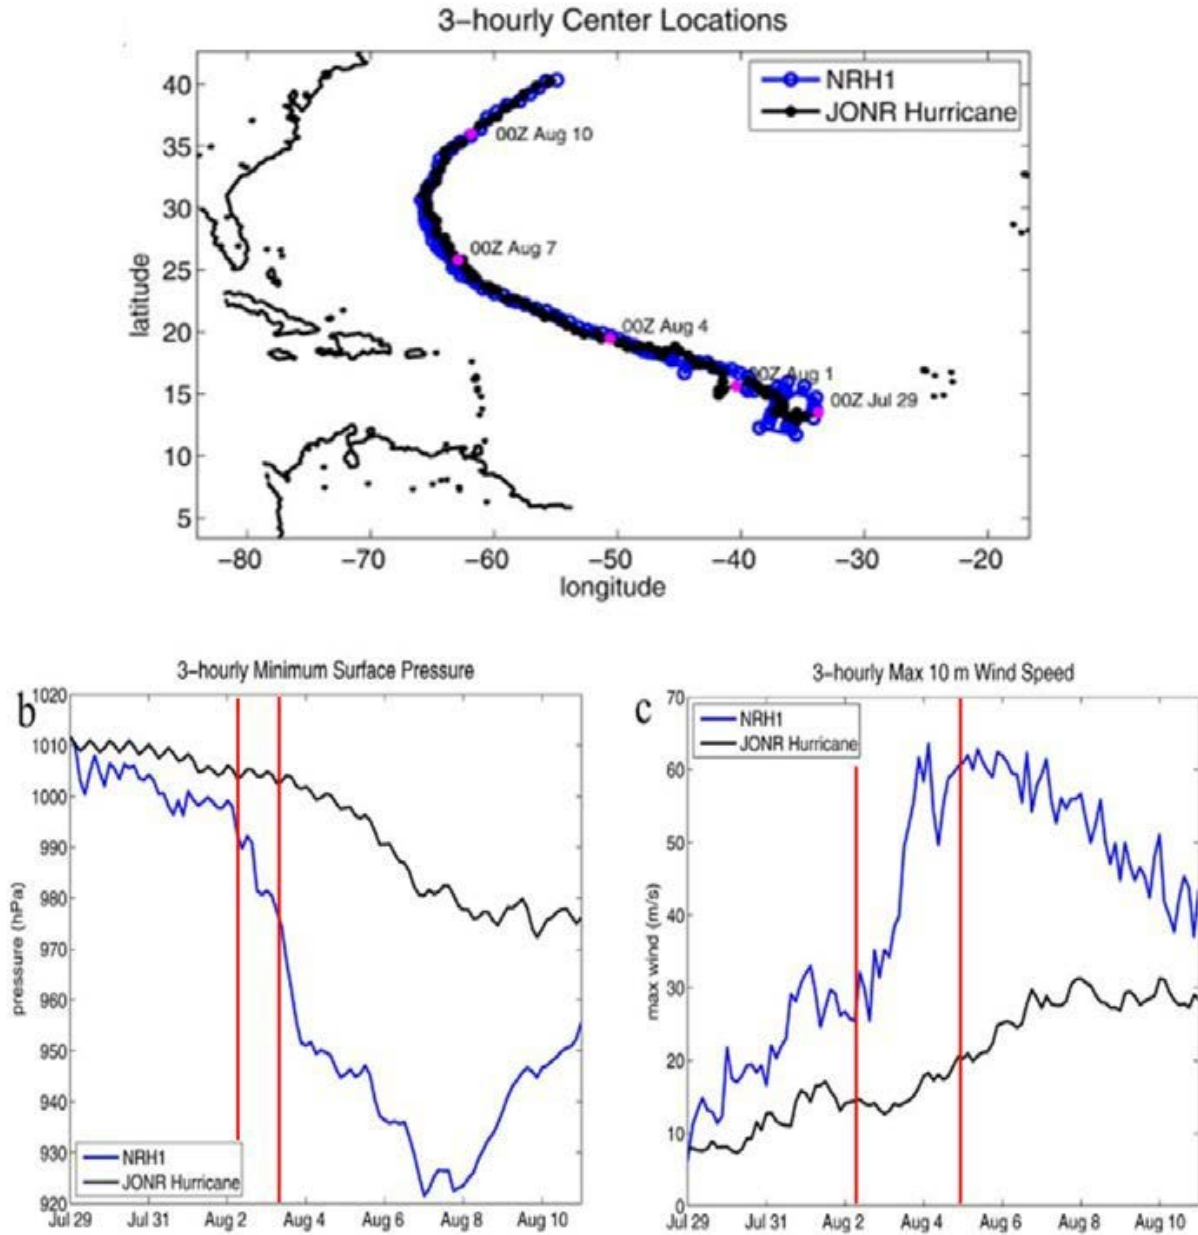 3-hourly Center Locations
NRH1
JONR Hurricane
40
35
30
25
20
15
10
5
latitude
00Z Aug 10
00Z Aug 7
00Z Aug 4
00Z Aug 1
00Z Jul 29
-80 -70 -60 -50 -40 -30 -20
longitude
b
3-hourly Minimum Surface Pressure
1020
1010
1000
990
980
970
960
950
940
930
920
pressure (hPa)
NRH1
JONR Hurricane
Jul 29 Jul 31 Aug 2 Aug 4 Aug 6 Aug 8 Aug 10
c
3-hourly Max 10 m Wind Speed
70
60
50
40
30
20
10
0
max wind (m/s)
NRH1
JONR Hurricane
Jul 29 Jul 31 Aug 2 Aug 4 Aug 6 Aug 8 Aug 10